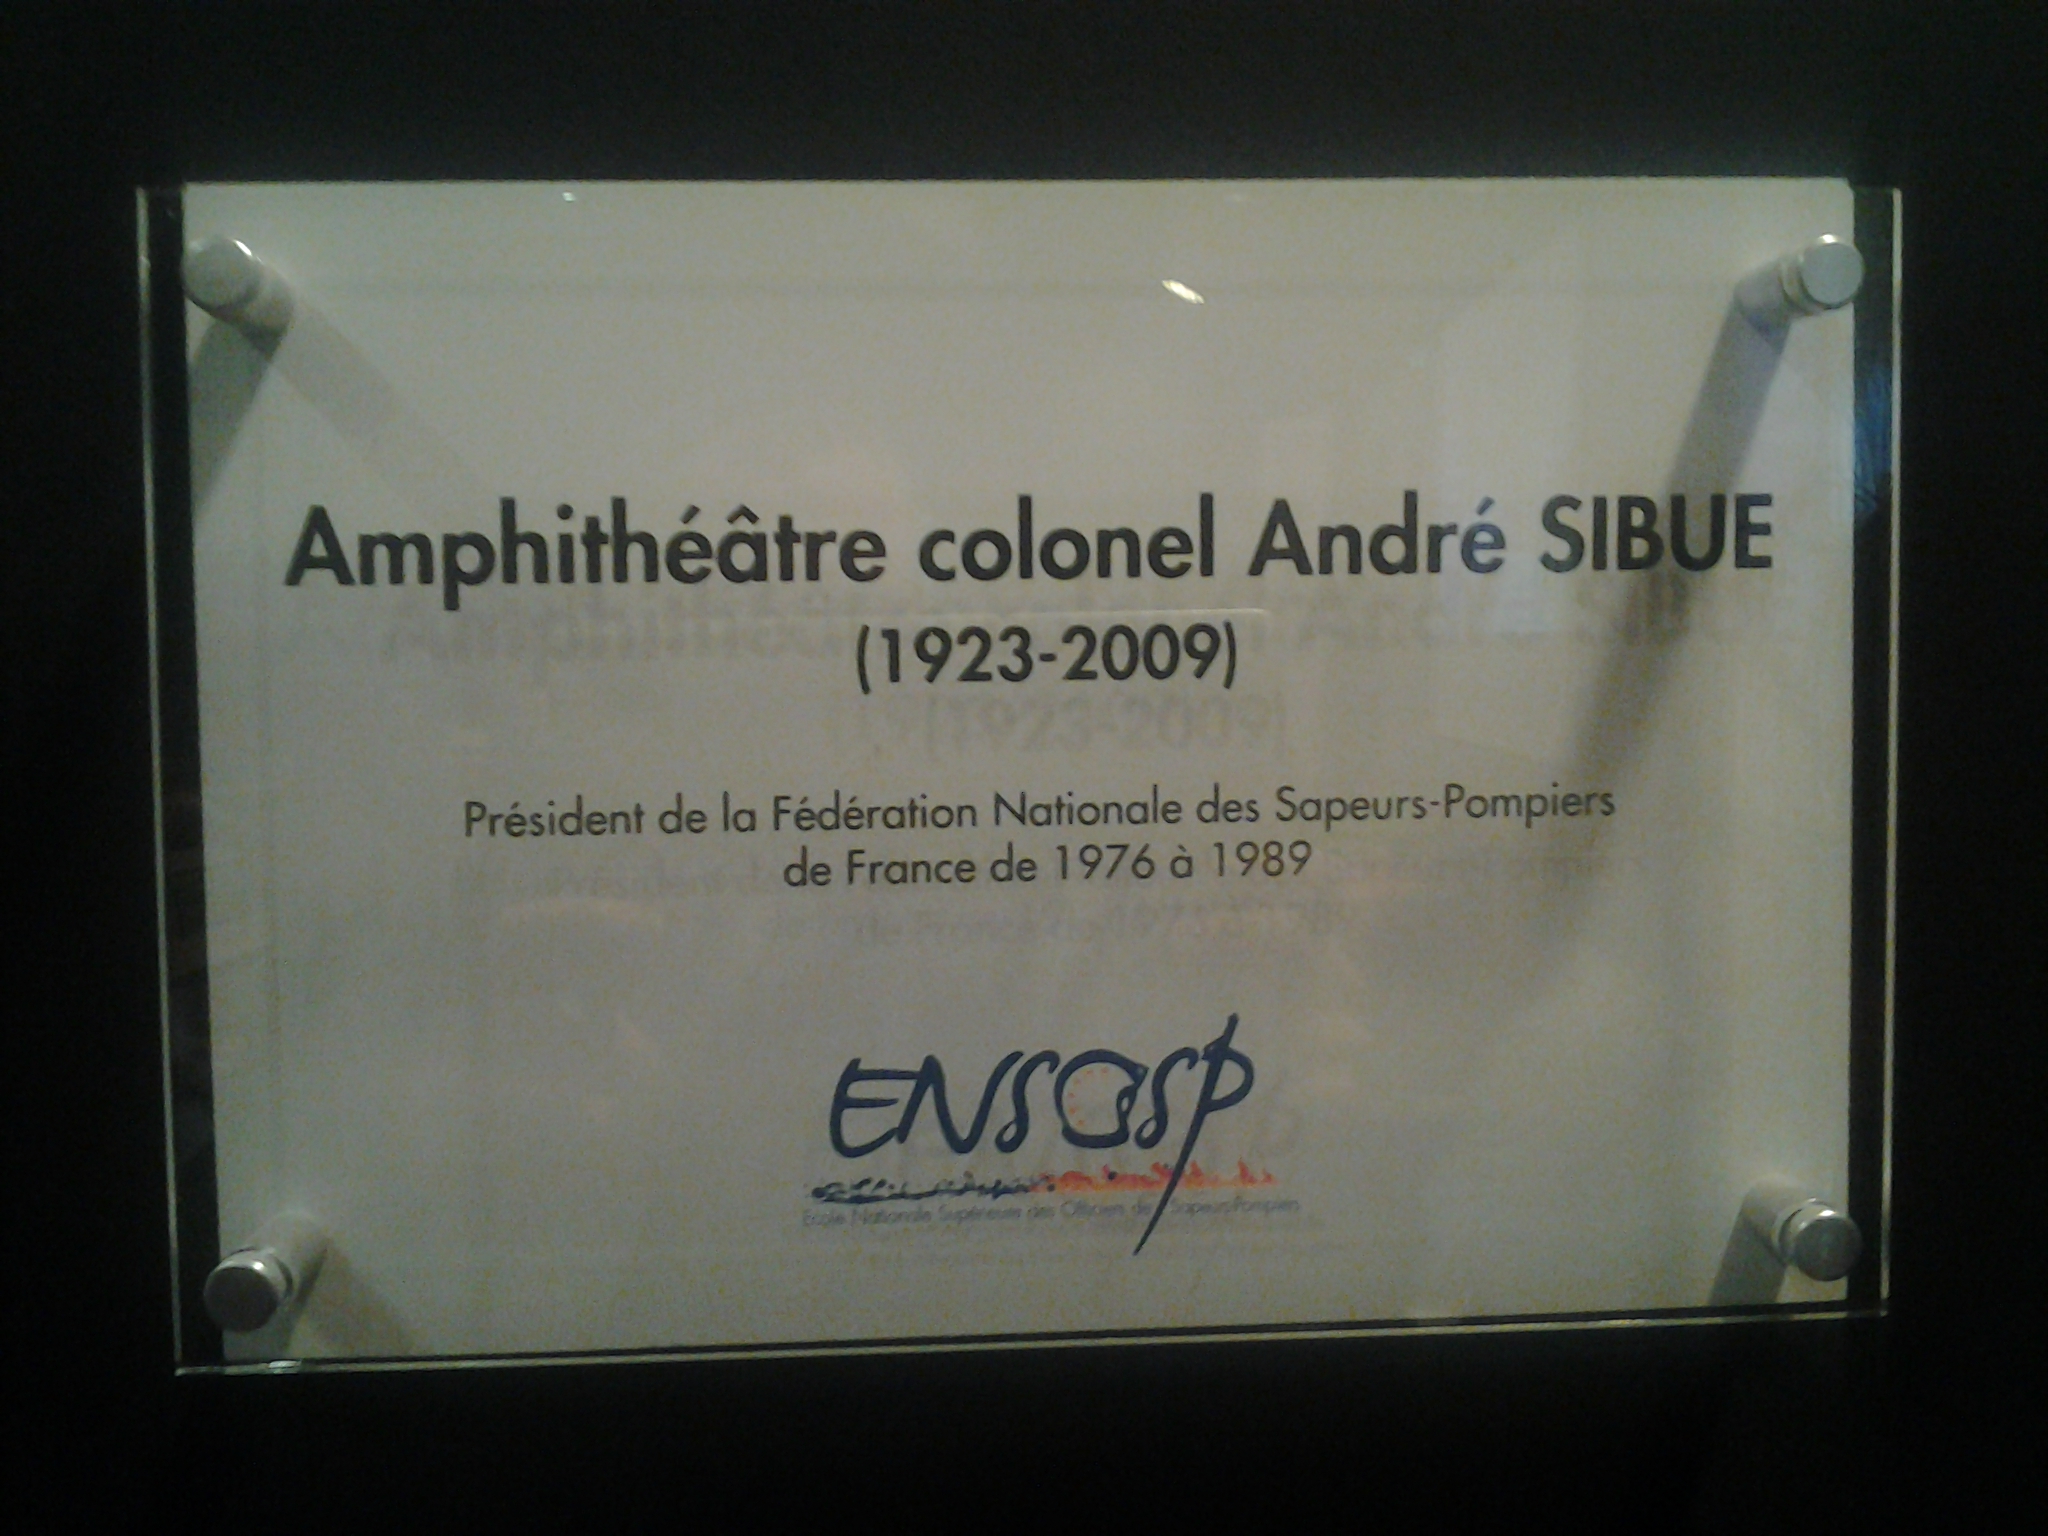 Amphithéâtre colonel André SIBUE
(1923-2009)
Président de la Fédération Nationale des Sapeurs-Pompiers
de France de 1976 à 1989
ENSOSP
Ecole Nationale Supérieure des Officiers de Sapeurs-Pompiers